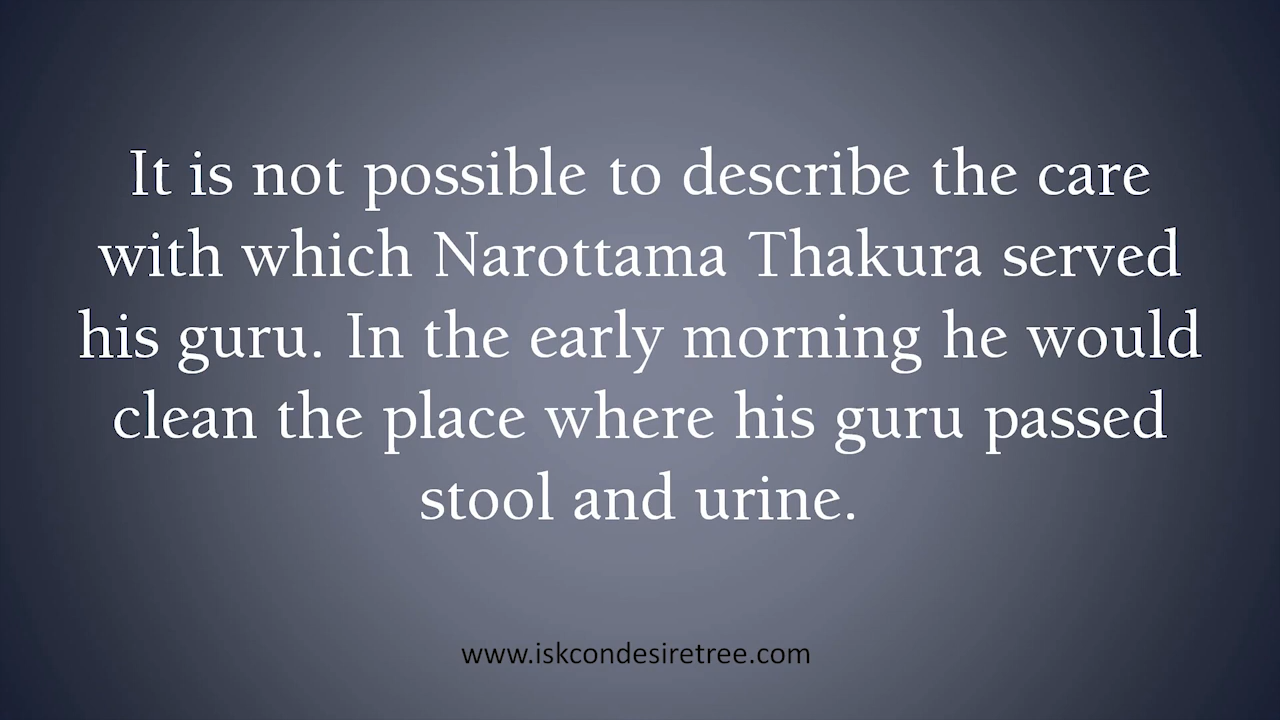 It is not possible to describe the care
with which Narottama Thakura served
his guru. In the early morning he would
clean the place where his guru passed
stool and urine.
www.iskcondesiretree.com